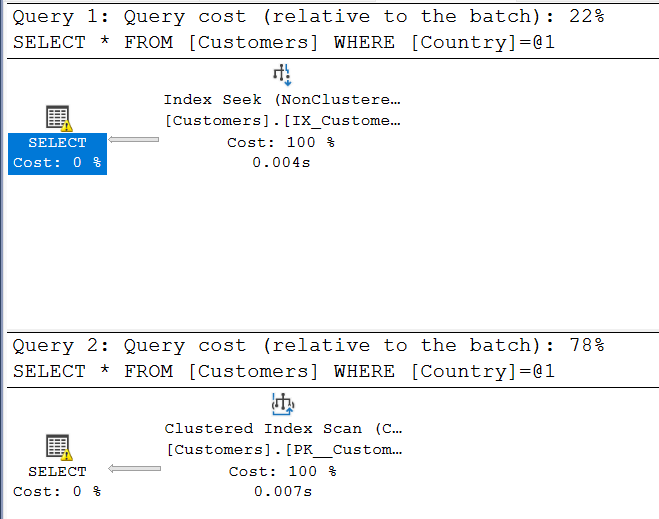 Query 1: Query cost (relative to the batch): 22%
SELECT * FROM [Customers] WHERE [Country]=@1
Index Seek (NonClustere…
[Customers].[IX_Custome…
Cost: 100 %
0.004s
SELECT
Cost: 0 %
Query 2: Query cost (relative to the batch): 78%
SELECT * FROM [Customers] WHERE [Country]=@1
Clustered Index Scan (C…
[Customers].[PK__Custom…
Cost: 100 %
0.007s
SELECT
Cost: 0 %